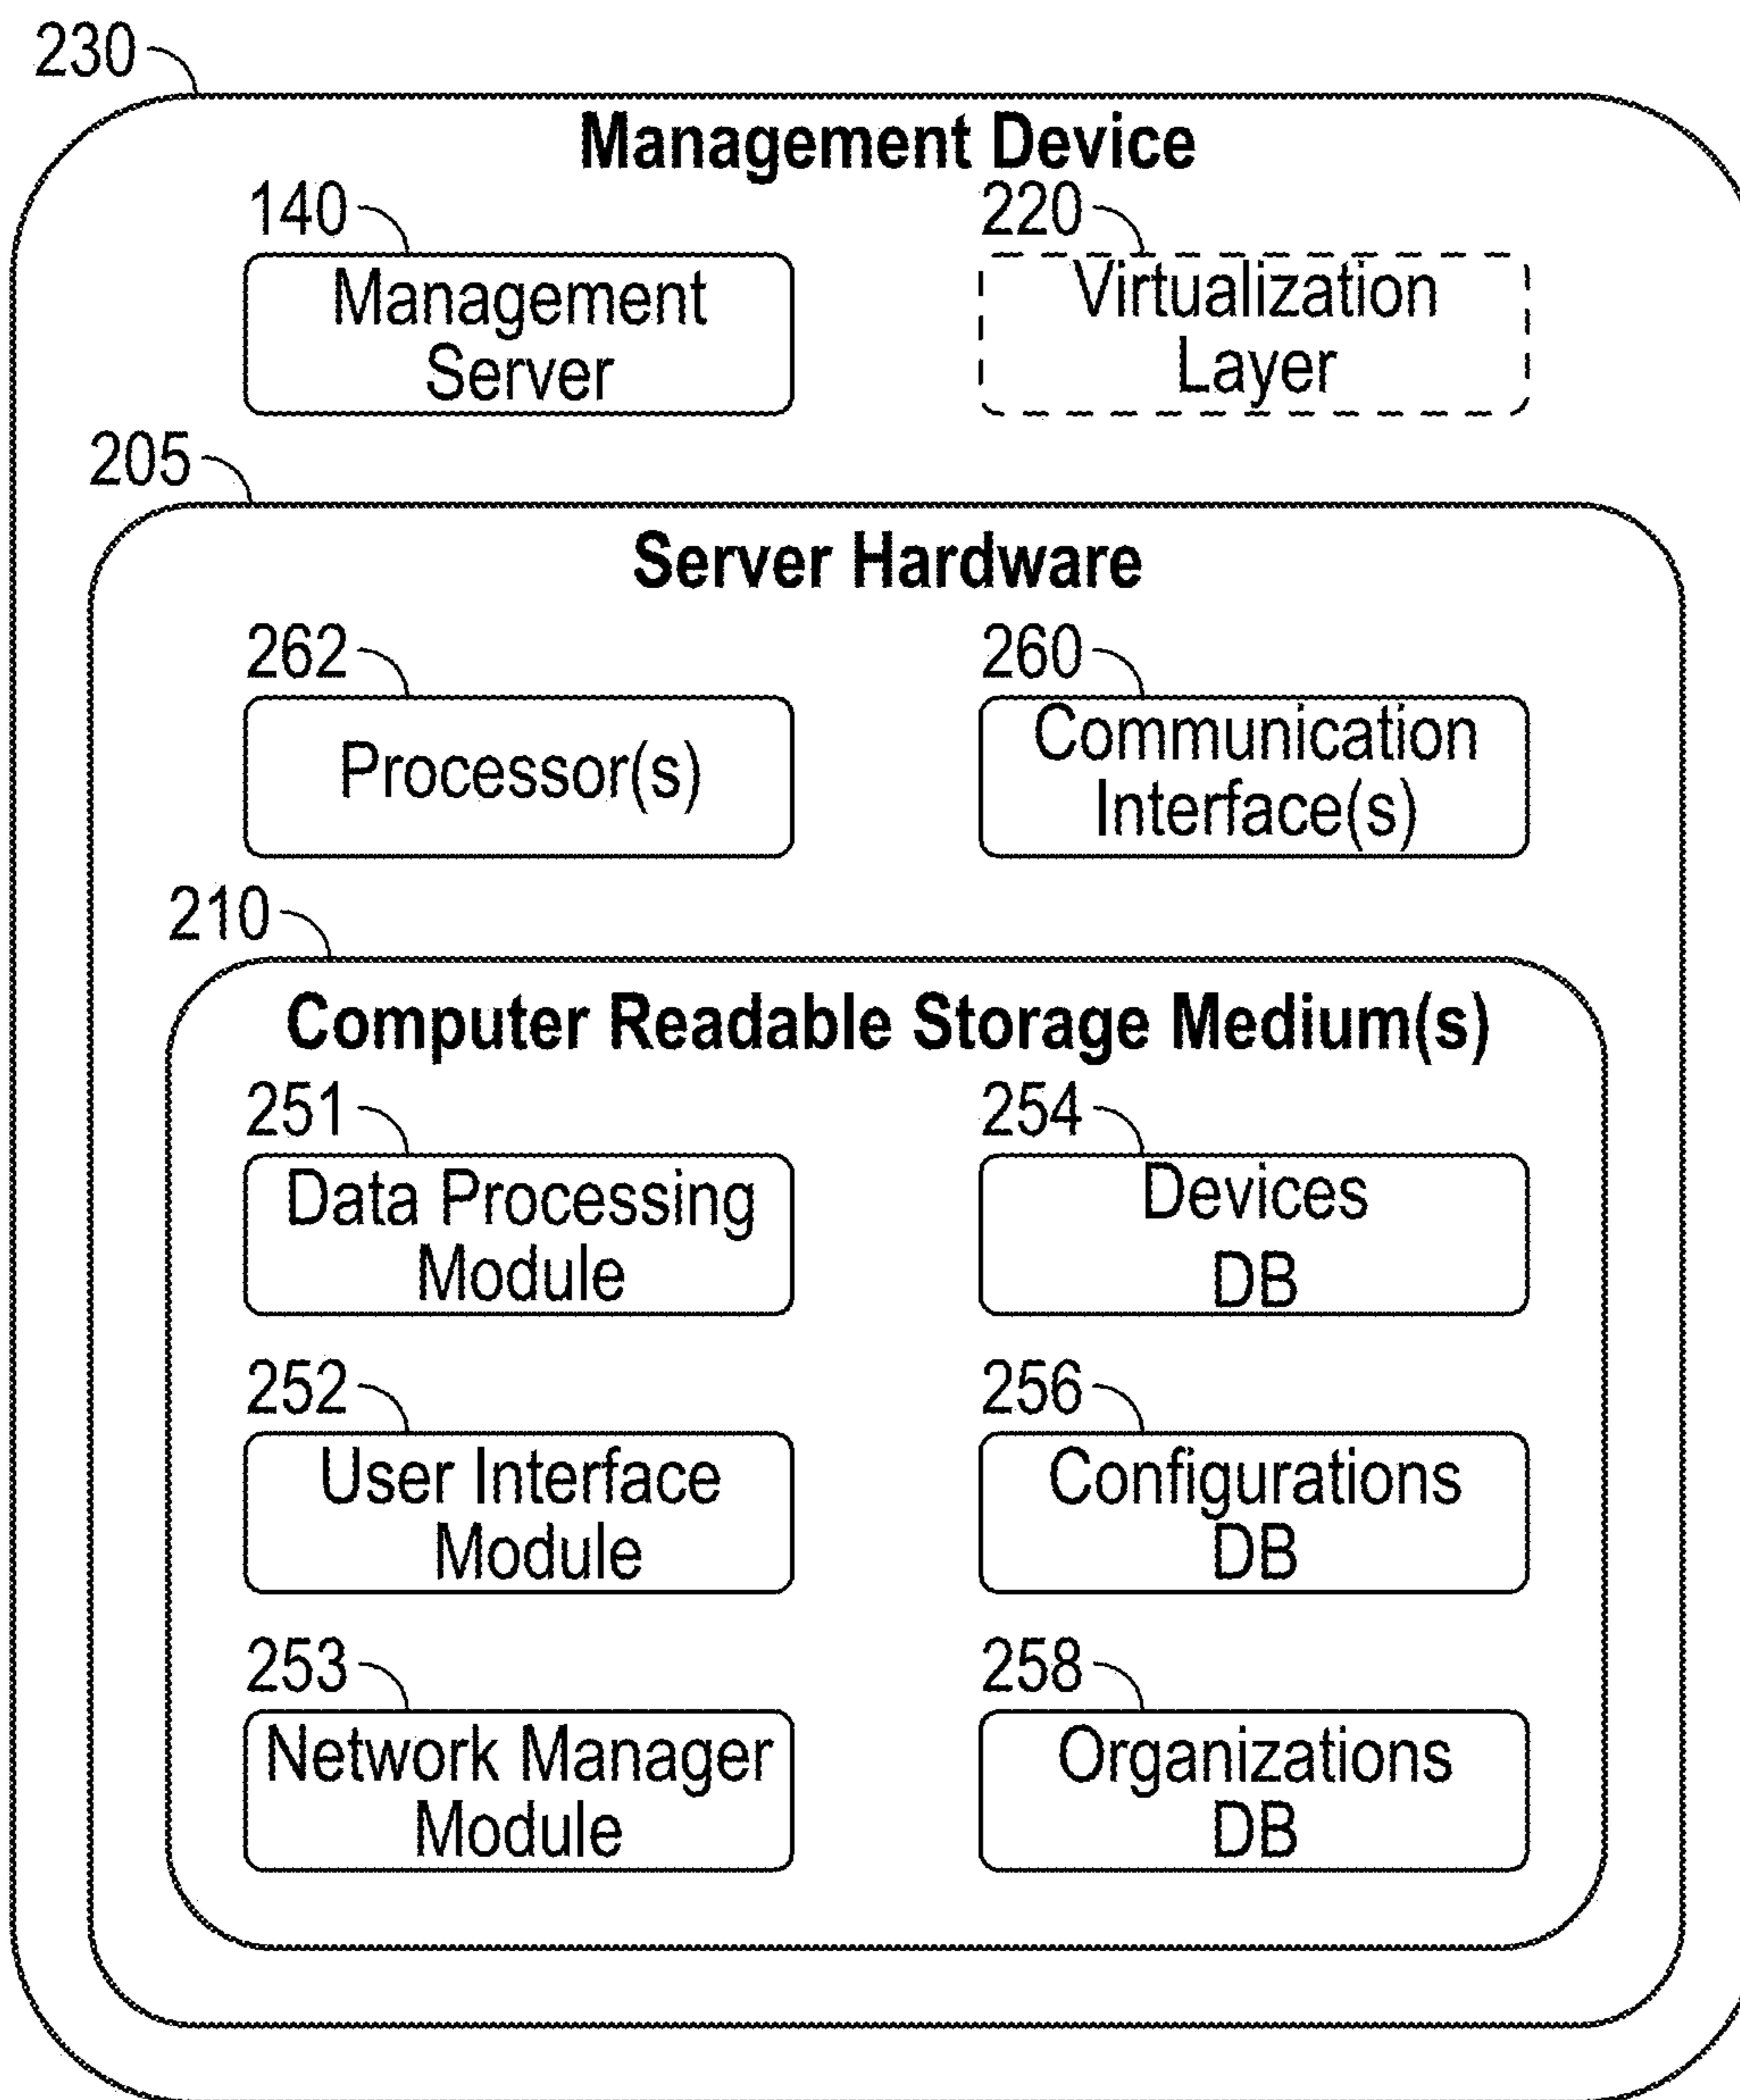 230
Management Device
140
220
Management
Server
Virtualization
Layer
205
Server Hardware
262
260
Processor(s)
Communication
Interface(s)
210
Computer Readable Storage Medium(s)
251
254
Data Processing
Module
Devices
DB
252
256
User Interface
Module
Configurations
DB
253
258
Network Manager
Module
Organizations
DB